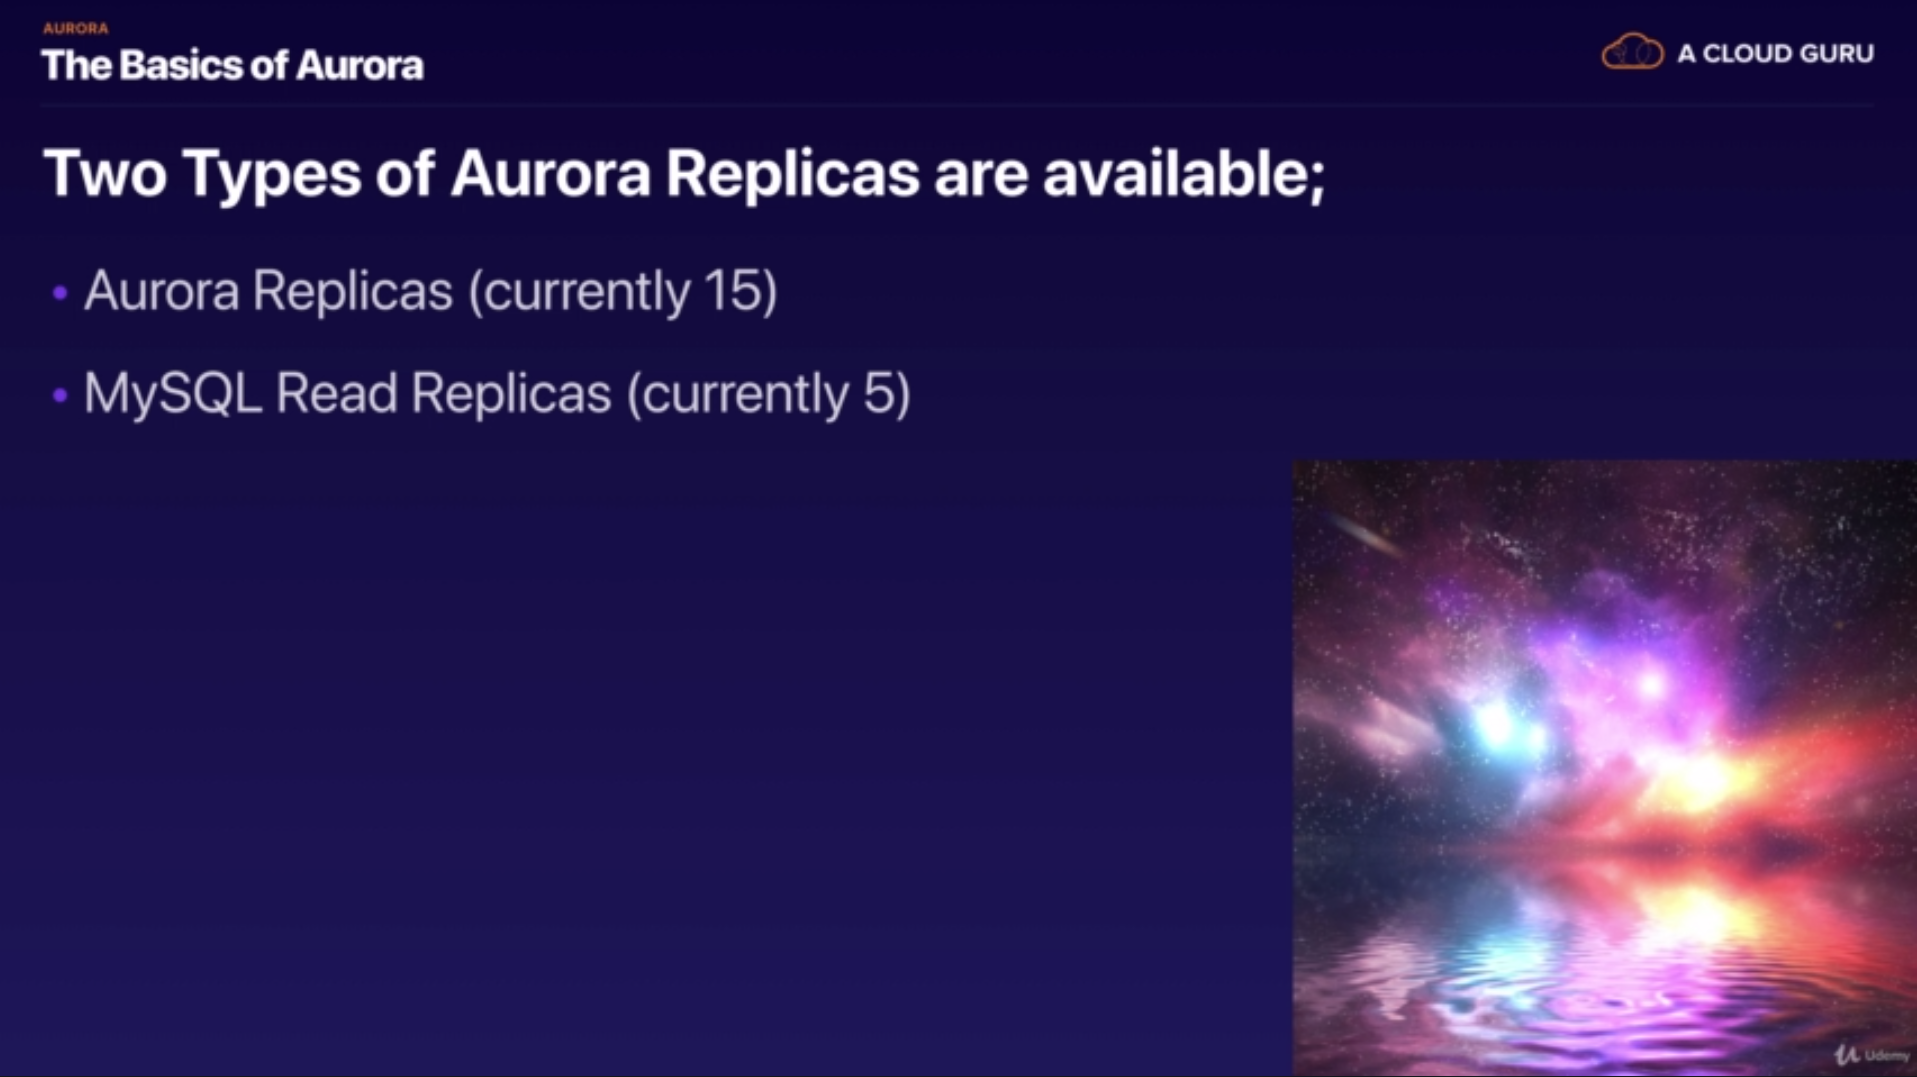 AURORA
The Basics of Aurora
A CLOUD GURU
Two Types of Aurora Replicas are available;
• Aurora Replicas (currently 15)
• MySQL Read Replicas (currently 5)
Udemy